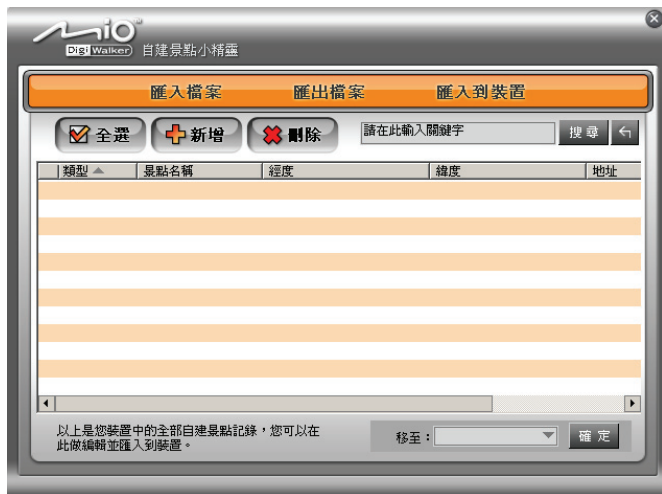 Mio
DigiWalker 自建景點小精靈
匯入檔案 匯出檔案 匯入到裝置
全選 新增 刪除 請在此輸入關鍵字 搜尋
類型 景點名稱 經度 緯度 地址
以上是您裝置中的全部自建景點記錄,您可以在
此做編輯並匯入到裝置。
移至: 確定